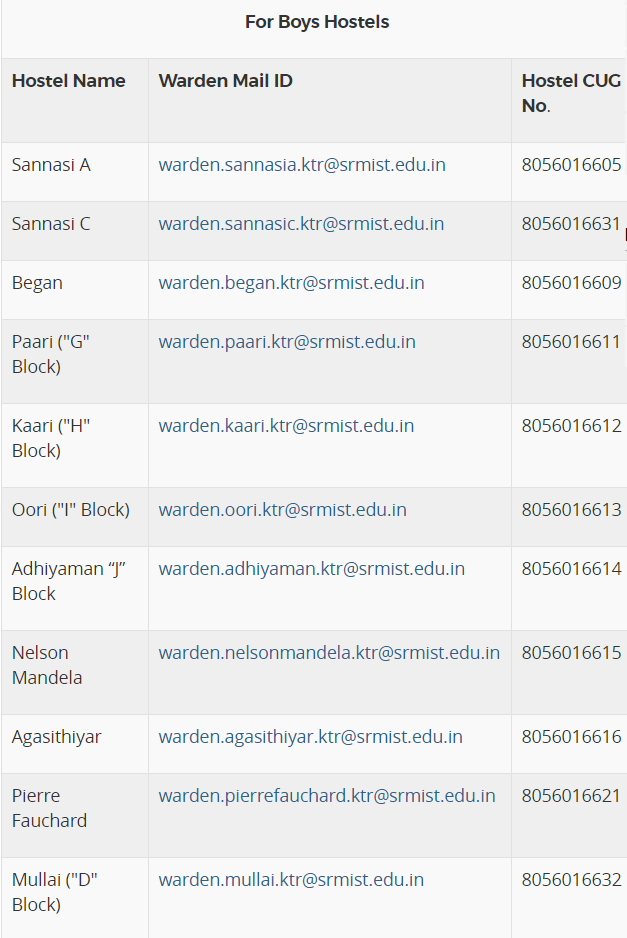 For Boys Hostels
Hostel Name Warden Mail ID Hostel CUG
No.
Sannasi A warden.sannasia.ktr@srmist.edu.in 8056016605
Sannasi C warden.sannasic.ktr@srmist.edu.in 8056016631
Began warden.began.ktr@srmist.edu.in 8056016609
Paari ("G" warden.paari.ktr@srmist.edu.in 8056016611
Block)
Kaari ("H" warden.kaari.ktr@srmist.edu.in 8056016612
Block)
Oori ("I" Block) warden.oori.ktr@srmist.edu.in 8056016613
Adhiyaman “J” warden.adhiyaman.ktr@srmist.edu.in 8056016614
Block
Nelson warden.nelsonmandela.ktr@srmist.edu.in 8056016615
Mandela
Agasithiyar warden.agasithiyar.ktr@srmist.edu.in 8056016616
Pierre warden.pierrefauchard.ktr@srmist.edu.in 8056016621
Fauchard
Mullai ("D" warden.mullai.ktr@srmist.edu.in 8056016632
Block)